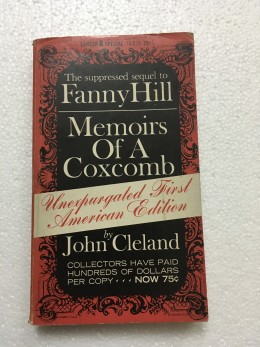 The suppressed sequel to
Fanny Hill
Memoirs
Of A
Coxcomb
Unexpurgated First
American Edition
by
John Cleland
COLLECTORS HAVE PAID
HUNDREDS OF DOLLARS
PER COPY . . . NOW 75¢